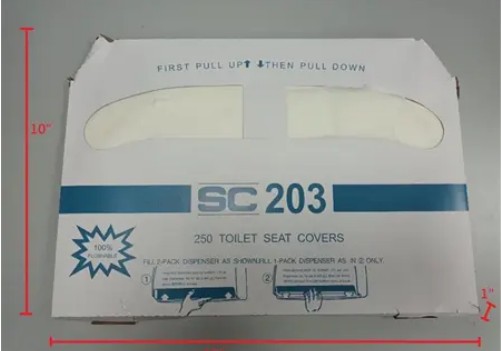 FIRST PULL UP⬆ ⬇THEN PULL DOWN
10"
SC 203
250 TOILET SEAT COVERS
100%
FLUSHABLE
FILL 2-PACK DISPENSER AS SHOWN/FILL 1-PACK DISPENSER AS IN ② ONLY.
①
②
1"